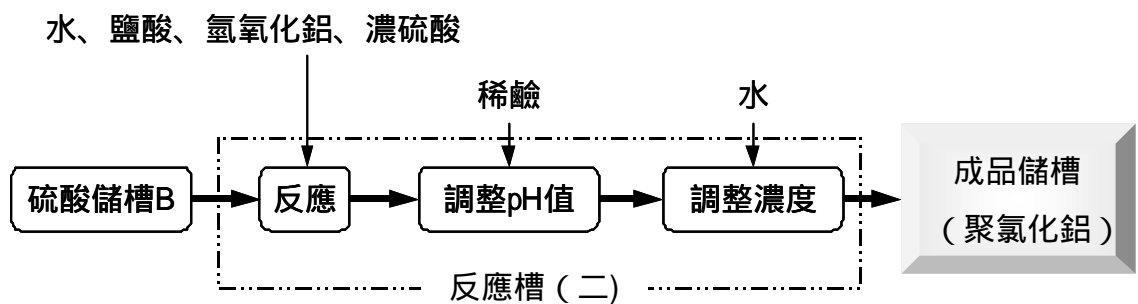 水、鹽酸、氫氧化鋁、濃硫酸
稀鹼
水
硫酸儲槽B
反應
調整pH值
調整濃度
成品儲槽
（聚氯化鋁）
反應槽（二)